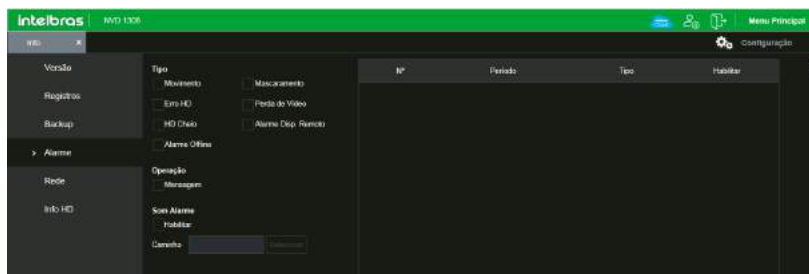 intelbras NVD 1308 Menu Principal
Info x Configuração
Versão
Registros
Backup
> Alarme
Rede
Info HD
Tipo
Movimento Mascaramento
Erro HD Perda de Vídeo
HD Cheio Alarme Disp. Remoto
Alarme Offline
Operação
Mensagem
Som Alarme
Habilitar
Caminho Selecionar
Nº Período Tipo Habilitar